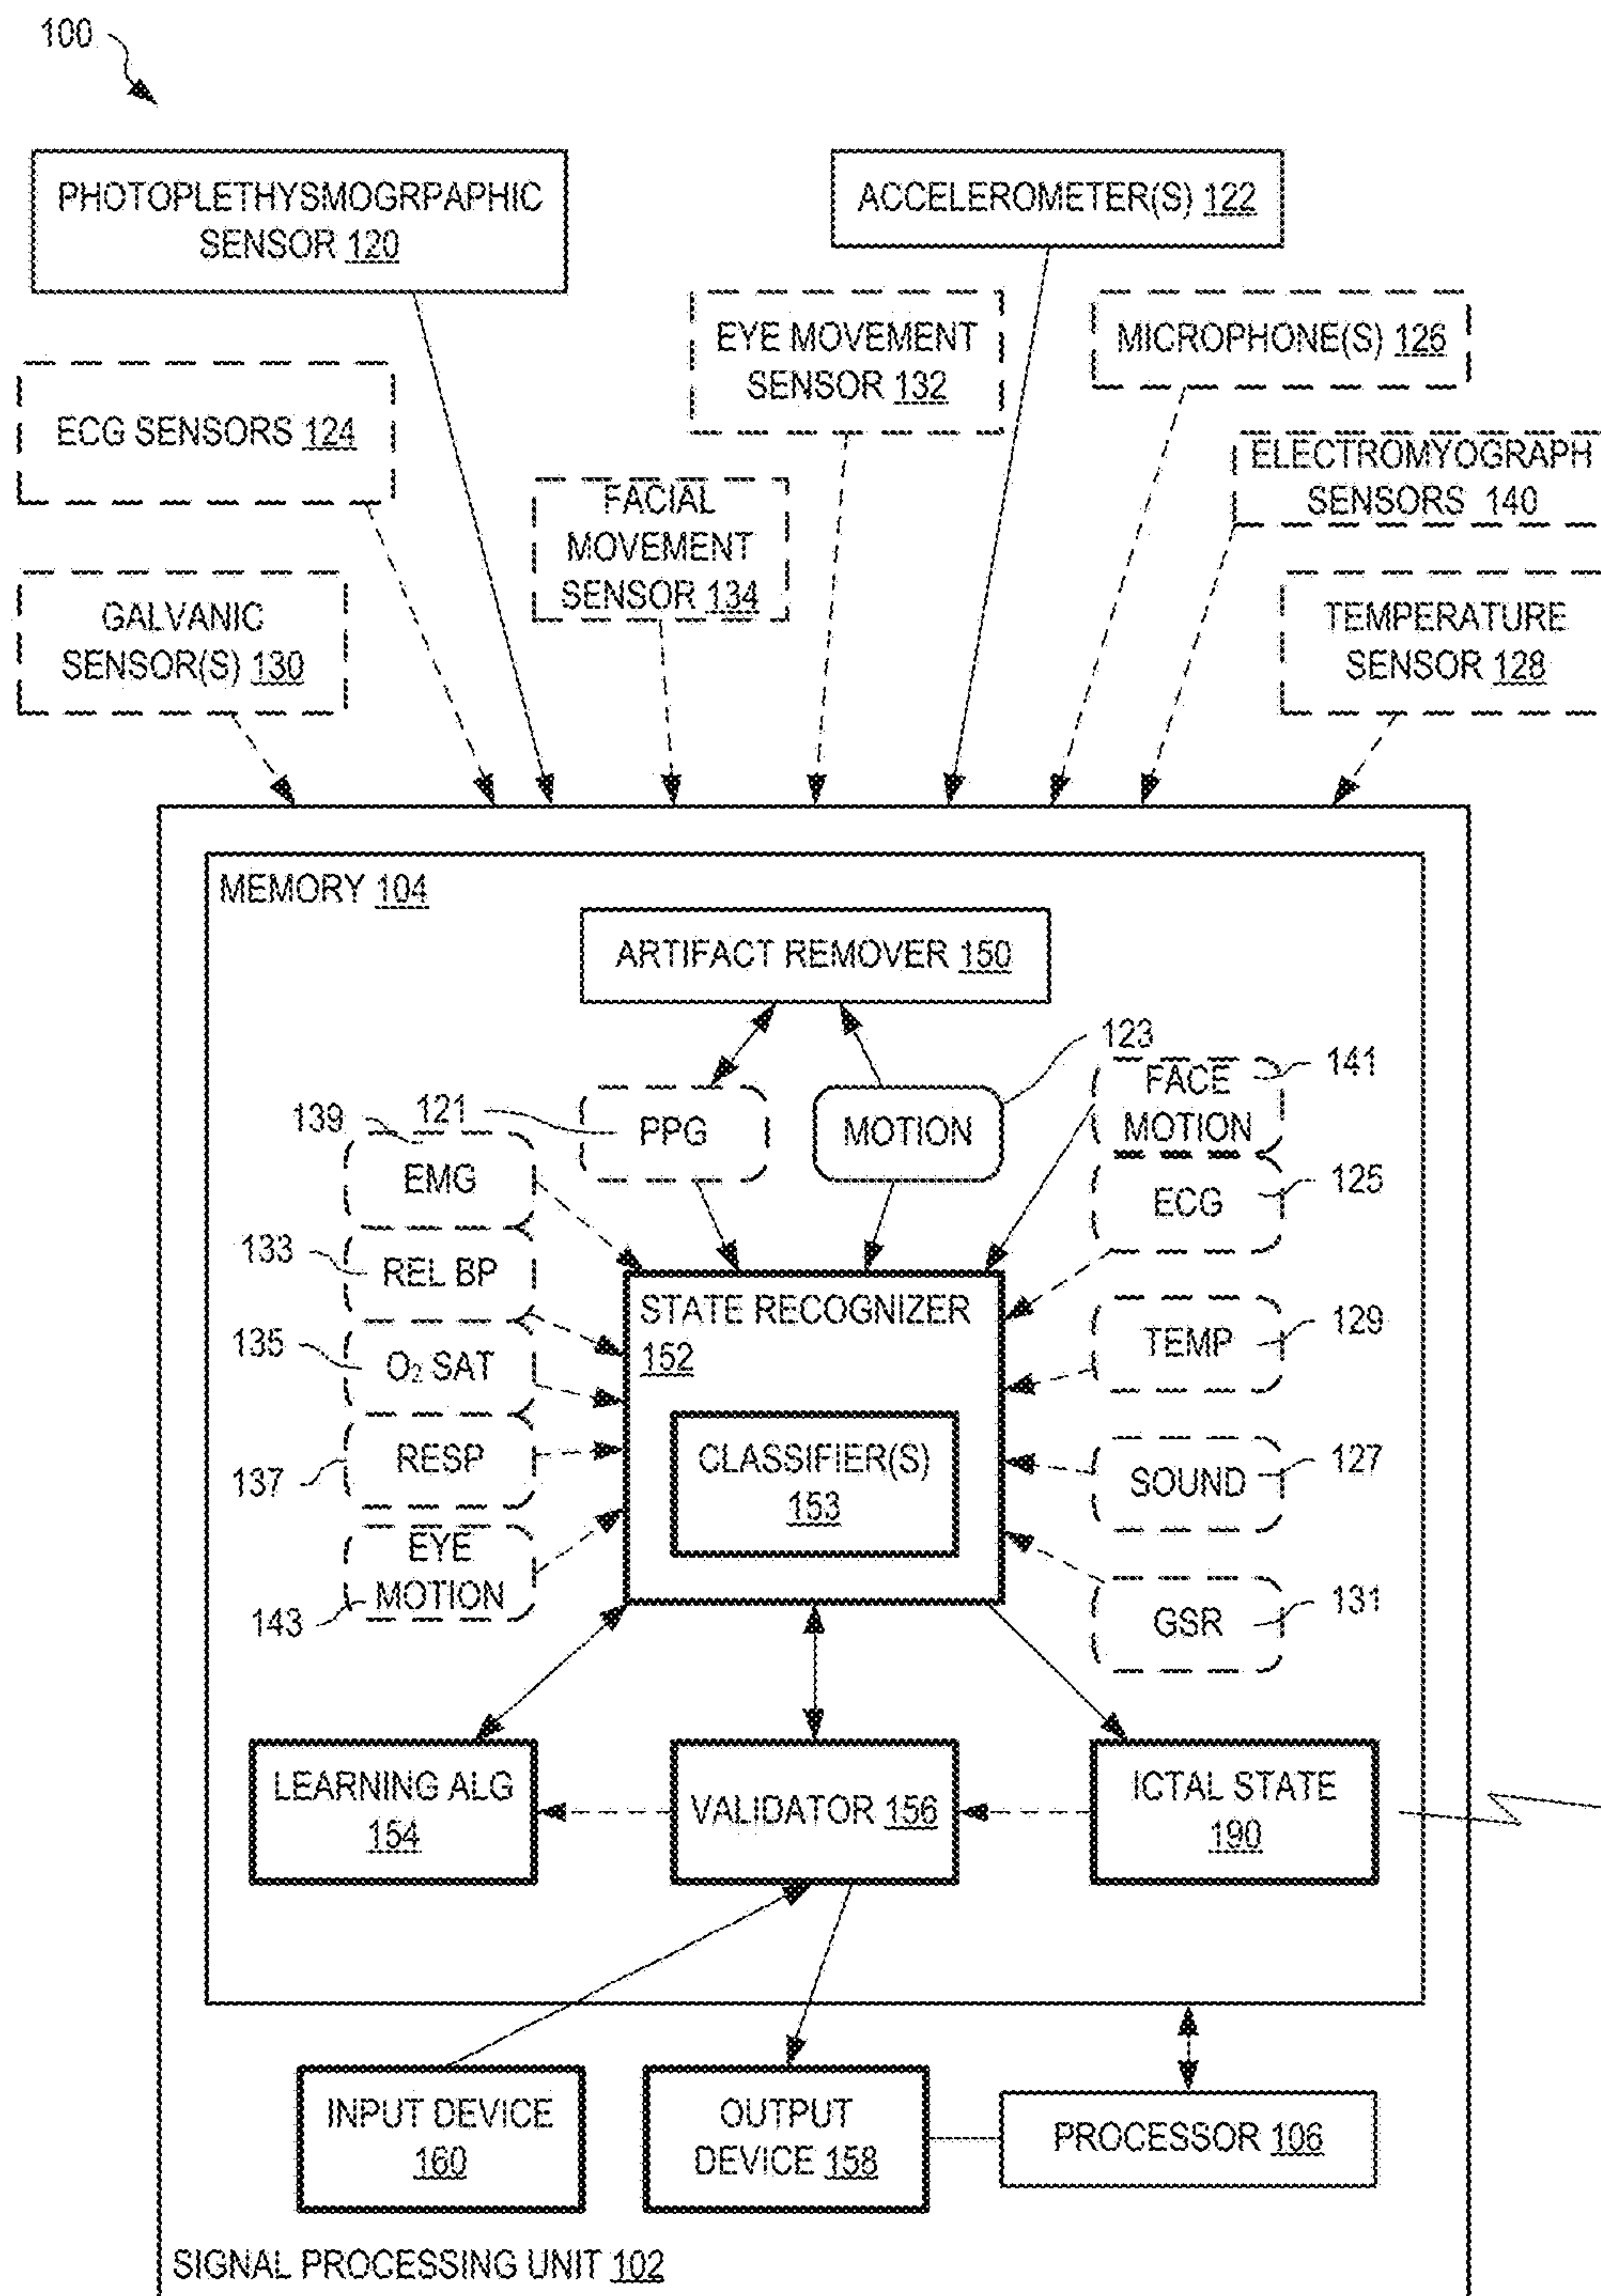 100
PHOTOPLETHYSMOGRPAPHIC
SENSOR 120
ACCELEROMETER(S) 122
EYE MOVEMENT
SENSOR 132
MICROPHONE(S) 126
ECG SENSORS 124
FACIAL
MOVEMENT
SENSOR 134
ELECTROMYOGRAPH
SENSORS 140
GALVANIC
SENSOR(S) 130
TEMPERATURE
SENSOR 128
MEMORY 104
ARTIFACT REMOVER 150
123
141
FACE
MOTION
121
PPG
MOTION
139
EMG
ECG
125
133
REL BP
STATE RECOGNIZER
152
TEMP
129
135
O₂ SAT
CLASSIFIER(S)
153
137
RESP
SOUND
127
EYE
MOTION
143
GSR
131
LEARNING ALG
154
VALIDATOR 156
ICTAL STATE
190
INPUT DEVICE
160
OUTPUT
DEVICE 158
PROCESSOR 106
SIGNAL PROCESSING UNIT 102